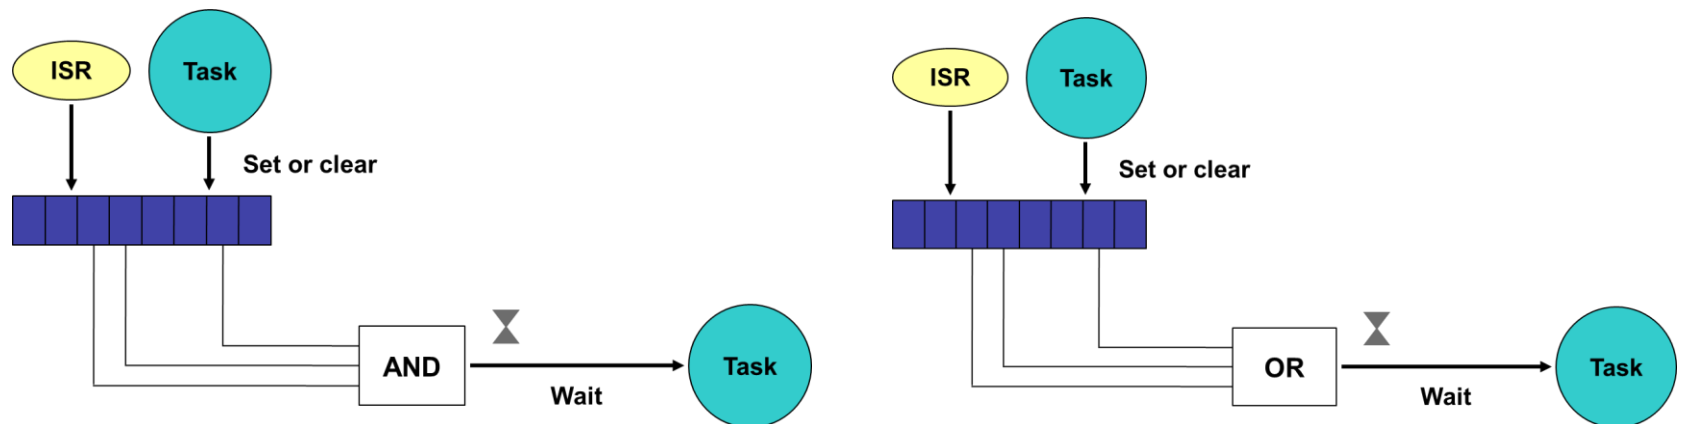 ISR
Task
Set or clear
AND
Wait
Task
ISR
Task
Set or clear
OR
Wait
Task